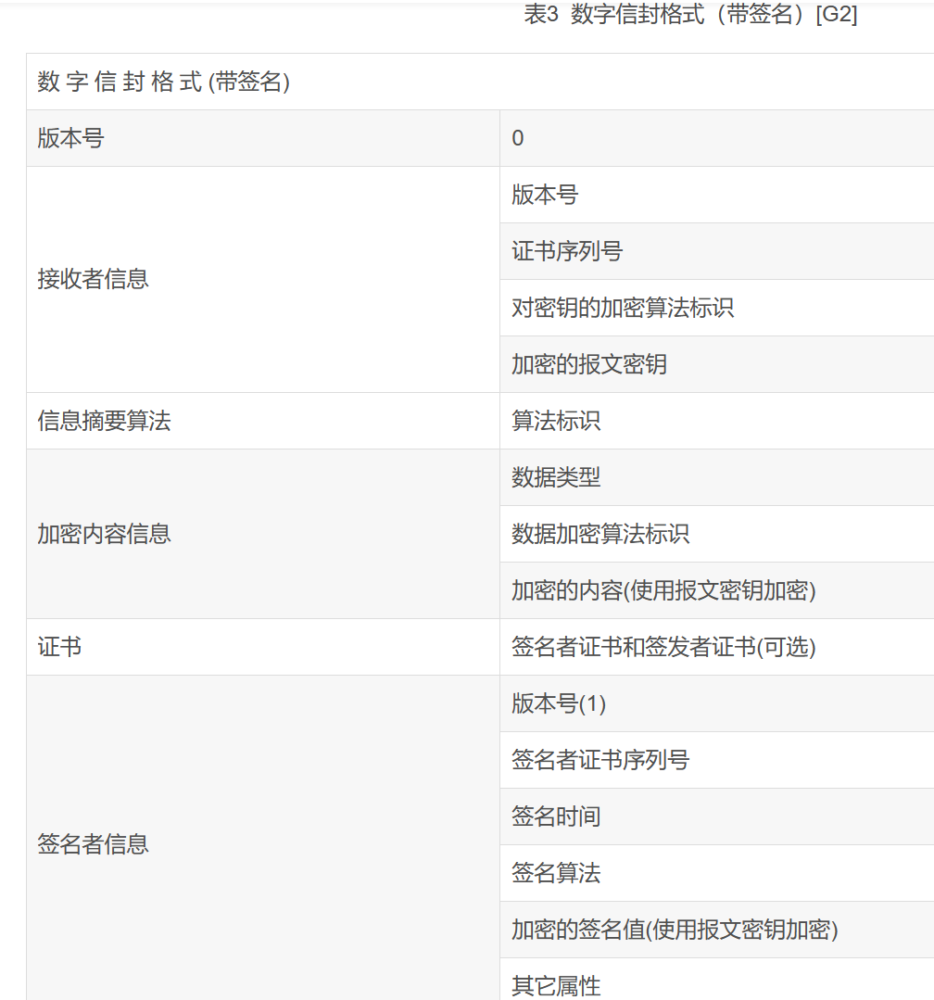 表3 数字信封格式（带签名）[G2]
数 字 信 封 格 式 (带签名)
版本号
0
接收者信息
版本号
证书序列号
对密钥的加密算法标识
加密的报文密钥
信息摘要算法
算法标识
加密内容信息
数据类型
数据加密算法标识
加密的内容(使用报文密钥加密)
证书
签名者证书和签发者证书(可选)
签名者信息
版本号(1)
签名者证书序列号
签名时间
签名算法
加密的签名值(使用报文密钥加密)
其它属性